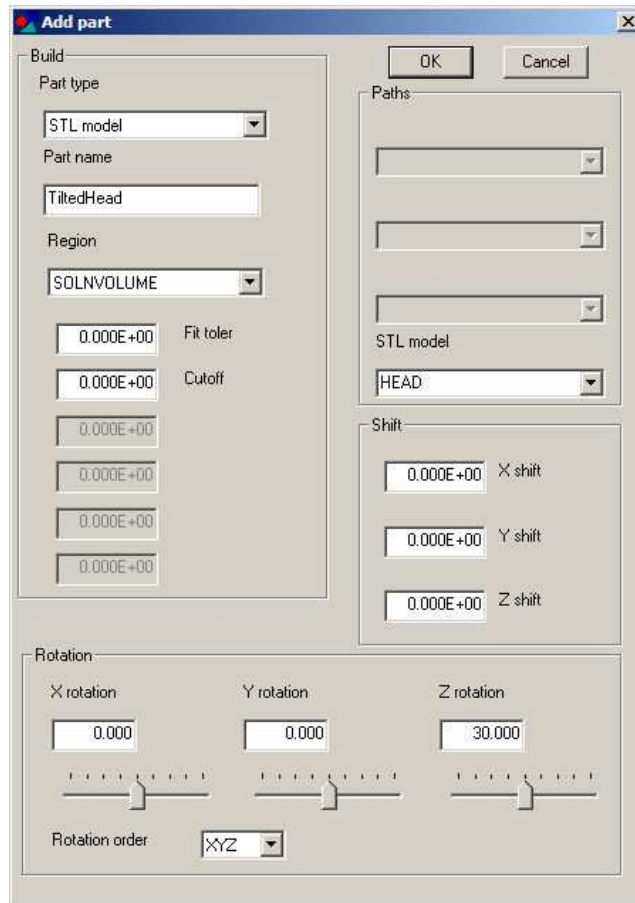 Add part
Build
Part type
STL model
Part name
TiltedHead
Region
SOLNVOLUME
0.000E+00 Fit toler
0.000E+00 Cutoff
0.000E+00
0.000E+00
0.000E+00
0.000E+00
OK Cancel
Paths
STL model
HEAD
Shift
0.000E+00 X shift
0.000E+00 Y shift
0.000E+00 Z shift
Rotation
X rotation Y rotation Z rotation
0.000 0.000 30.000
Rotation order XYZ